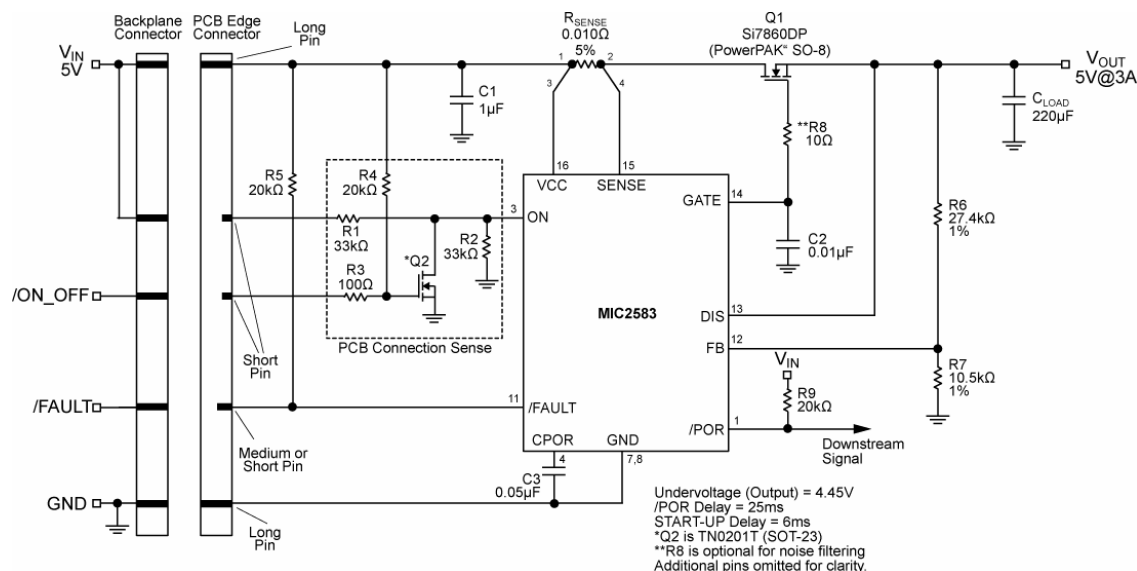 Backplane
Connector
PCB Edge
Connector
Long
Pin
RSENSE
0.010Ω
5%
Q1
Si7860DP
(PowerPAK® SO-8)
VIN
5V
1
2
3
4
VOUT
5V@3A
C1
1µF
CLOAD
220µF
**R8
10Ω
R5
20kΩ
R4
20kΩ
16
15
VCC
SENSE
14
GATE
R6
27.4kΩ
1%
3
ON
R1
33kΩ
R2
33kΩ
C2
0.01µF
*Q2
R3
100Ω
/ON_OFF
MIC2583
13
DIS
12
FB
PCB Connection Sense
Short
Pin
VIN
R7
10.5kΩ
1%
R9
20kΩ
/FAULT
11
/FAULT
1
/POR
Downstream
Signal
Medium or
Short Pin
CPOR
GND
4
7,8
C3
0.05µF
GND
Long
Pin
Undervoltage (Output) = 4.45V
/POR Delay = 25ms
START-UP Delay = 6ms
*Q2 is TN0201T (SOT-23)
**R8 is optional for noise filtering
Additional pins omitted for clarity.